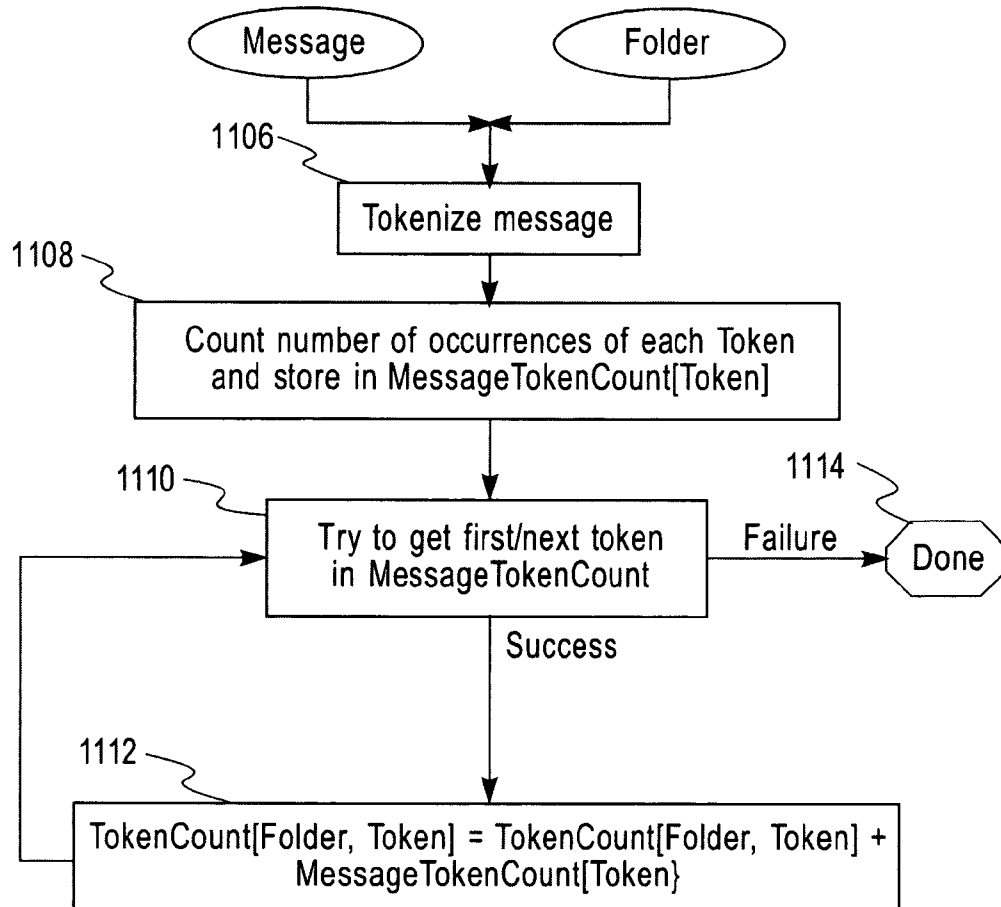 Message
Folder
1106
Tokenize message
1108
Count number of occurrences of each Token
and store in MessageTokenCount[Token]
1110
Try to get first/next token
in MessageTokenCount
Failure
1114
Done
Success
1112
TokenCount[Folder, Token] = TokenCount[Folder, Token] +
MessageTokenCount[Token}